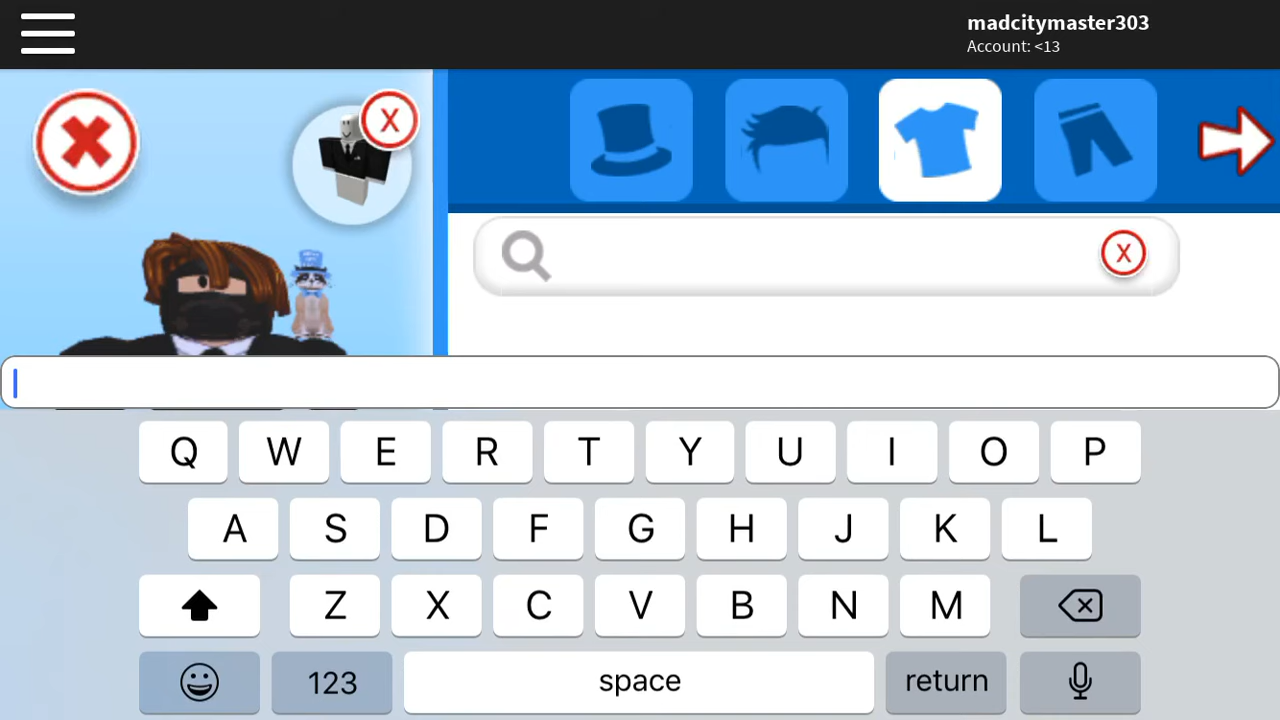 madcitymaster303
Account: <13
X
X
Q W E R T Y U I O P
A S D F G H J K L
Z X C V B N M
123 space return